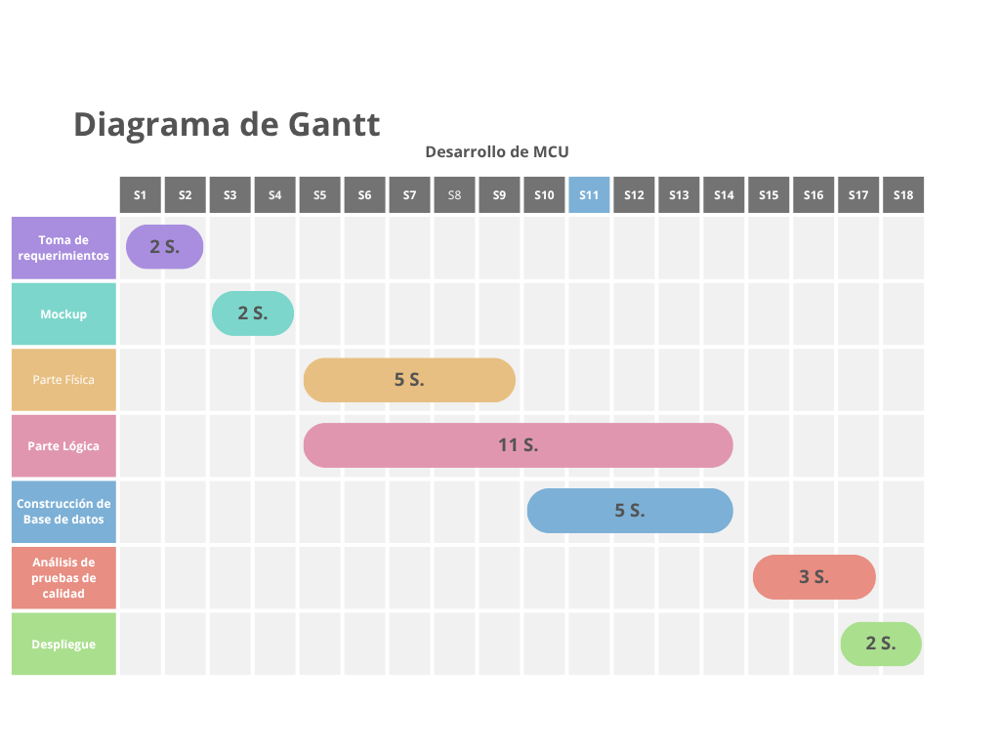 Diagrama de Gantt
Desarrollo de MCU
S1 S2 S3 S4 S5 S6 S7 S8 S9 S10 S11 S12 S13 S14 S15 S16 S17 S18
Toma de
requerimientos
2 S.
Mockup
2 S.
Parte Física
5 S.
Parte Lógica
11 S.
Construcción de
Base de datos
5 S.
Análisis de
pruebas de
calidad
3 S.
Despliegue
2 S.